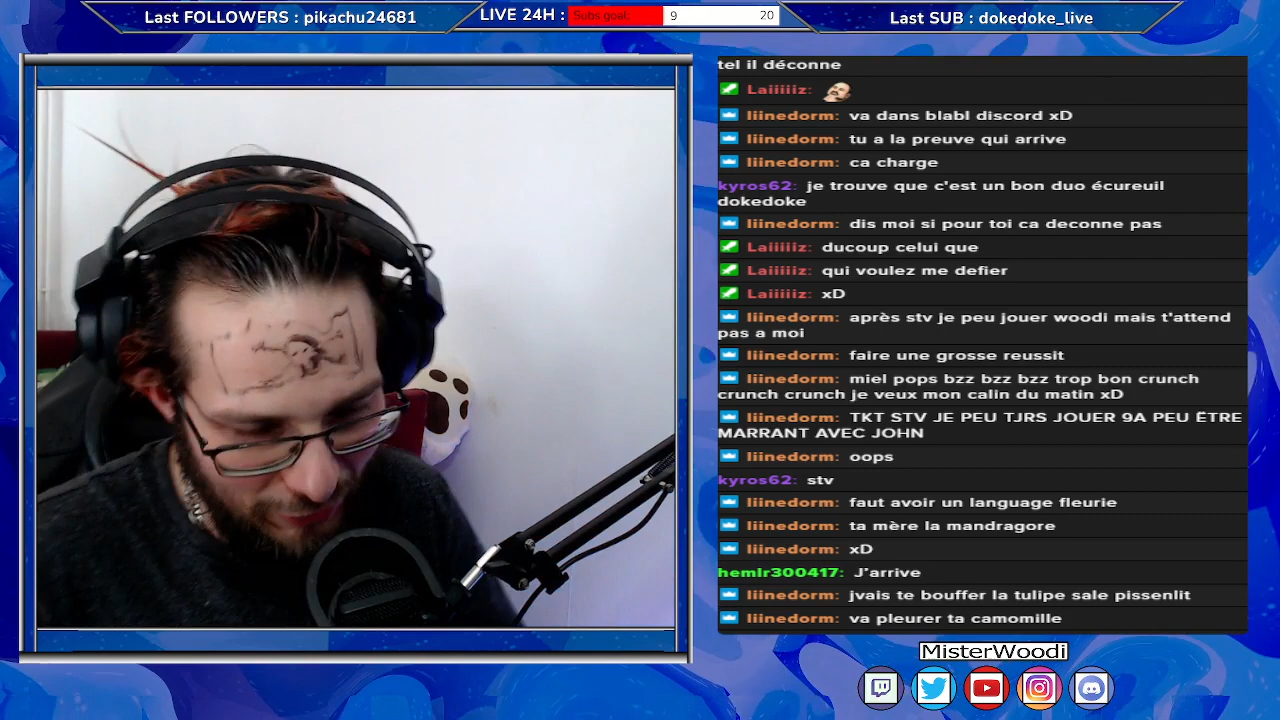 Last FOLLOWERS : pikachu24681
LIVE 24H :
Subs goal:
9
20
Last SUB : dokedoke_live
tel il déconne
Laiiiiiz:
liinedorm: va dans blabl discord xD
liinedorm: tu a la preuve qui arrive
liinedorm: ca charge
kyros62: je trouve que c'est un bon duo écureuil
dokedoke
liinedorm: dis moi si pour toi ca deconne pas
Laiiiiiz: ducoup celui que
Laiiiiiz: qui voulez me defier
Laiiiiiz: xD
liinedorm: après stv je peu jouer woodi mais t'attend
pas a moi
liinedorm: faire une grosse reussit
liinedorm: miel pops bzz bzz bzz trop bon crunch
crunch crunch je veux mon calin du matin xD
liinedorm: TKT STV JE PEU TJRS JOUER 9A PEU ËTRE
MARRANT AVEC JOHN
liinedorm: oops
kyros62: stv
liinedorm: faut avoir un language fleurie
liinedorm: ta mère la mandragore
liinedorm: xD
hemlr300417: J'arrive
liinedorm: jvais te bouffer la tulipe sale pissenlit
liinedorm: va pleurer ta camomille
MisterWoodi